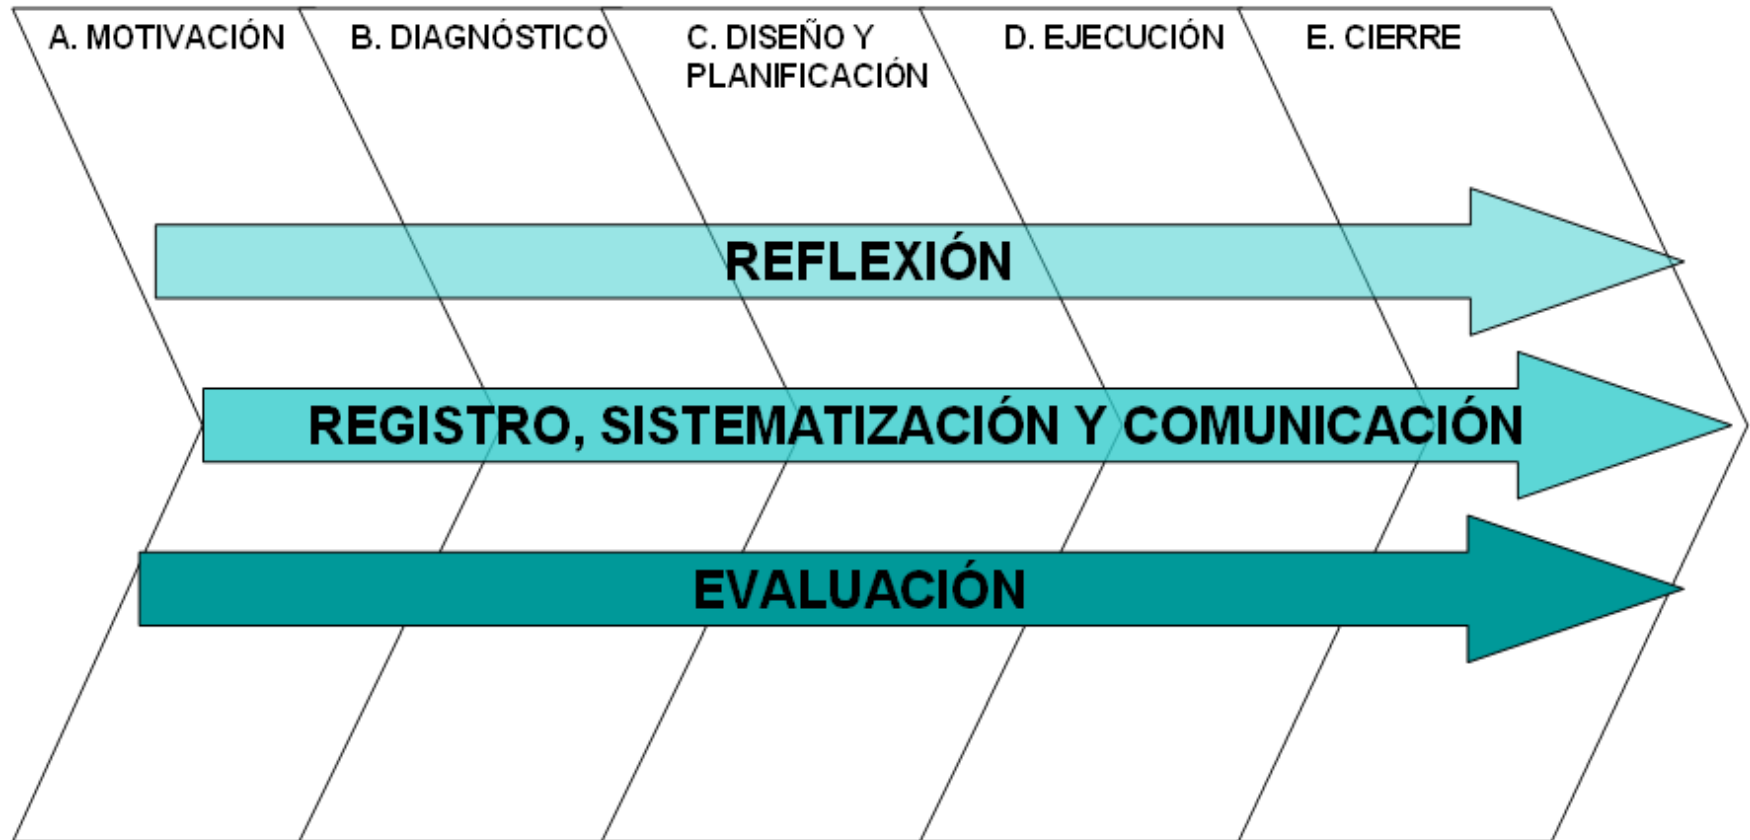 A. MOTIVACIÓN
B. DIAGNÓSTICO
C. DISEÑO Y
PLANIFICACIÓN
D. EJECUCIÓN
E. CIERRE
REFLEXIÓN
REGISTRO, SISTEMATIZACIÓN Y COMUNICACIÓN
EVALUACIÓN